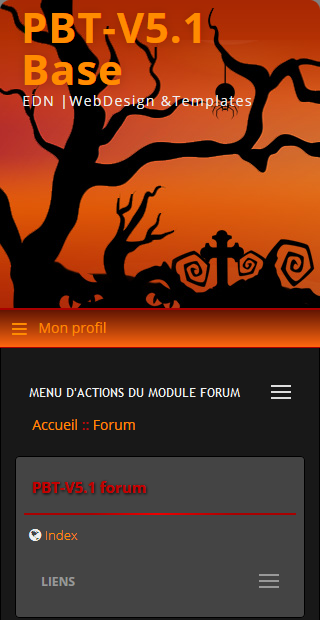 PBT-V5.1
Base
EDN |WebDesign &Templates
Mon profil
MENU D'ACTIONS DU MODULE FORUM
Accueil :: Forum
PBT-V5.1 forum
Index
LIENS